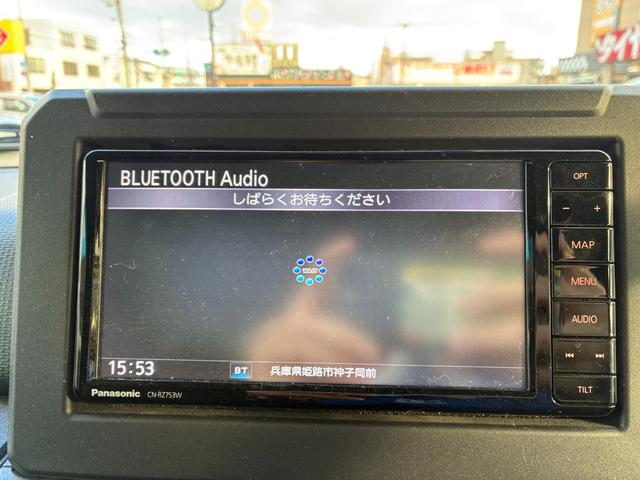 BLUETOOTH Audio
しばらくお待ちください
WAIT
15:53
BT
兵庫県姫路市神子岡前
Panasonic
CN-RZ753W
OPT
− +
MAP
MENU
AUDIO
TILT